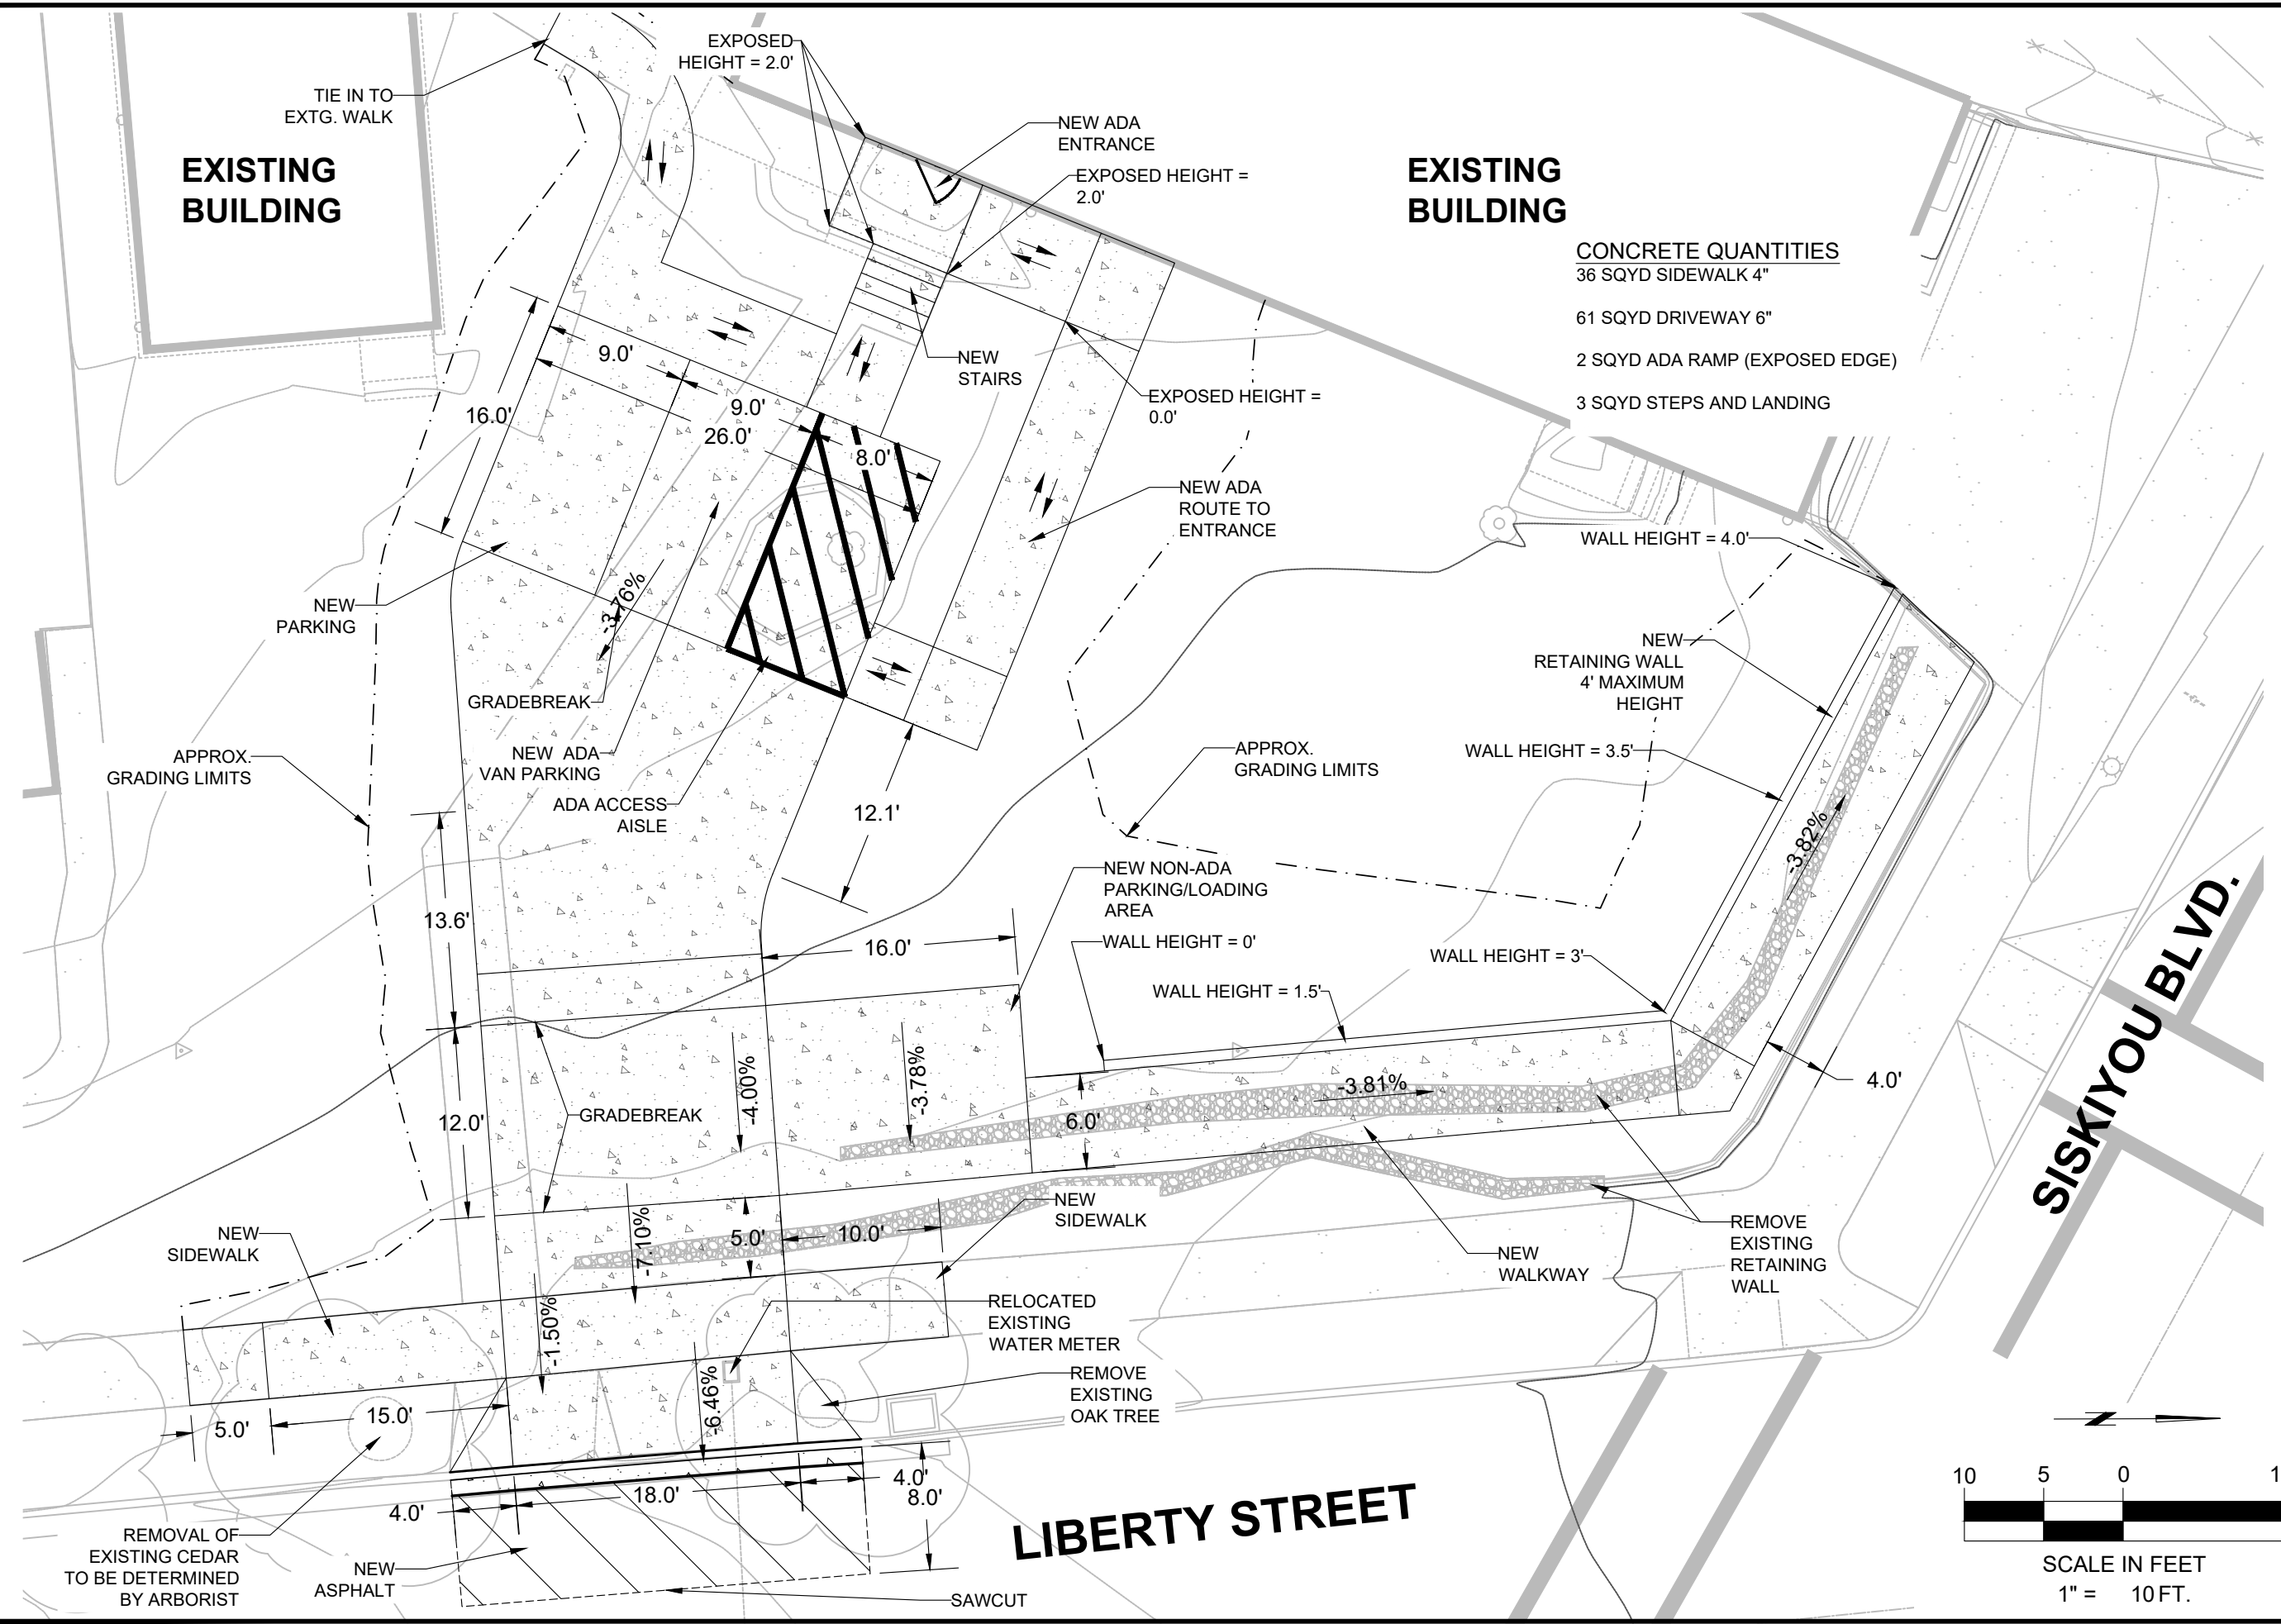 EXPOSED
HEIGHT = 2.0'
TIE IN TO
EXTG. WALK
NEW ADA
ENTRANCE
EXISTING
BUILDING
EXPOSED HEIGHT =
2.0'
EXISTING
BUILDING
CONCRETE QUANTITIES
36 SQYD SIDEWALK 4"
61 SQYD DRIVEWAY 6"
2 SQYD ADA RAMP (EXPOSED EDGE)
3 SQYD STEPS AND LANDING
9.0'
NEW
STAIRS
16.0'
9.0'
26.0'
8.0'
EXPOSED HEIGHT =
0.0'
NEW ADA
ROUTE TO
ENTRANCE
WALL HEIGHT = 4.0'
NEW
PARKING
-3.76%
NEW
RETAINING WALL
4' MAXIMUM
HEIGHT
GRADEBREAK
NEW ADA
VAN PARKING
APPROX.
GRADING LIMITS
APPROX.
GRADING LIMITS
WALL HEIGHT = 3.5'
ADA ACCESS
AISLE
12.1'
-3.82%
NEW NON-ADA
PARKING/LOADING
AREA
13.6'
16.0'
WALL HEIGHT = 0'
WALL HEIGHT = 3'
WALL HEIGHT = 1.5'
SISKIYOU BLVD.
-4.00%
-3.78%
-3.81%
4.0'
12.0'
GRADEBREAK
6.0'
NEW
SIDEWALK
NEW
SIDEWALK
-7.10%
5.0'
10.0'
NEW
WALKWAY
REMOVE
EXISTING
RETAINING
WALL
-1.50%
RELOCATED
EXISTING
WATER METER
-6.46%
REMOVE
EXISTING
OAK TREE
5.0'
15.0'
4.0'
18.0'
4.0'
8.0'
LIBERTY STREET
REMOVAL OF
EXISTING CEDAR
TO BE DETERMINED
BY ARBORIST
NEW
ASPHALT
SAWCUT
Z
10 5 0 1
SCALE IN FEET
1" = 10 FT.